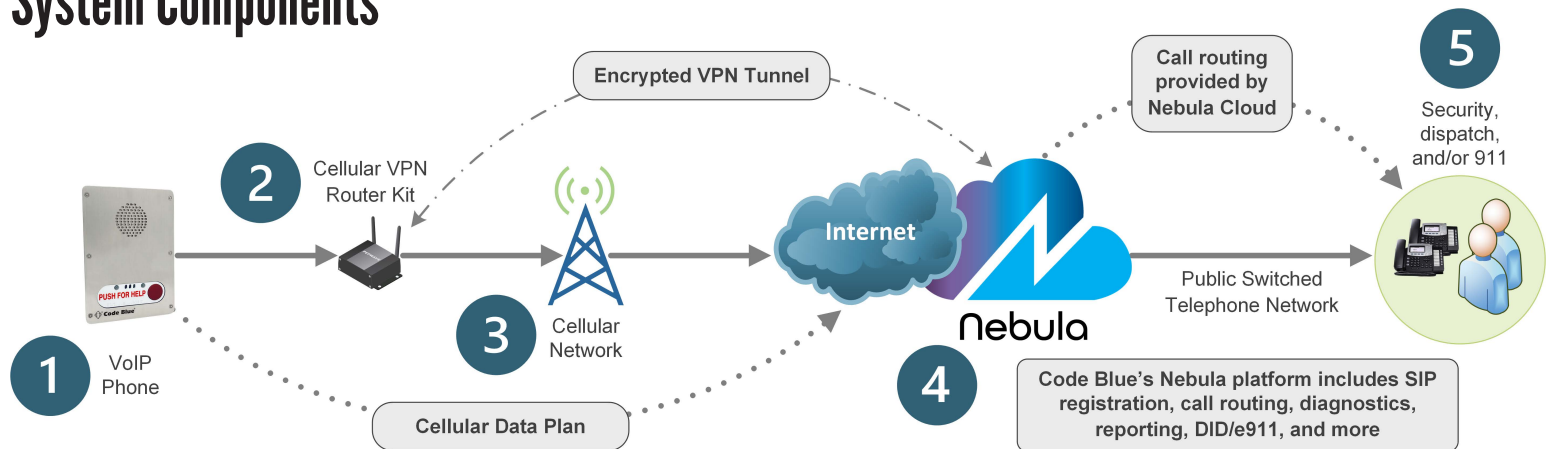 System Components
5
Encrypted VPN Tunnel
Call routing
provided by
Nebula Cloud
Security,
dispatch,
and/or 911
2
Cellular VPN
Router Kit
Internet
PUSH FOR HELP
Code Blue
Public Switched
Telephone Network
nebula
3
Cellular
Network
1
VoIP
Phone
4
Code Blue's Nebula platform includes SIP
registration, call routing, diagnostics,
reporting, DID/e911, and more
Cellular Data Plan